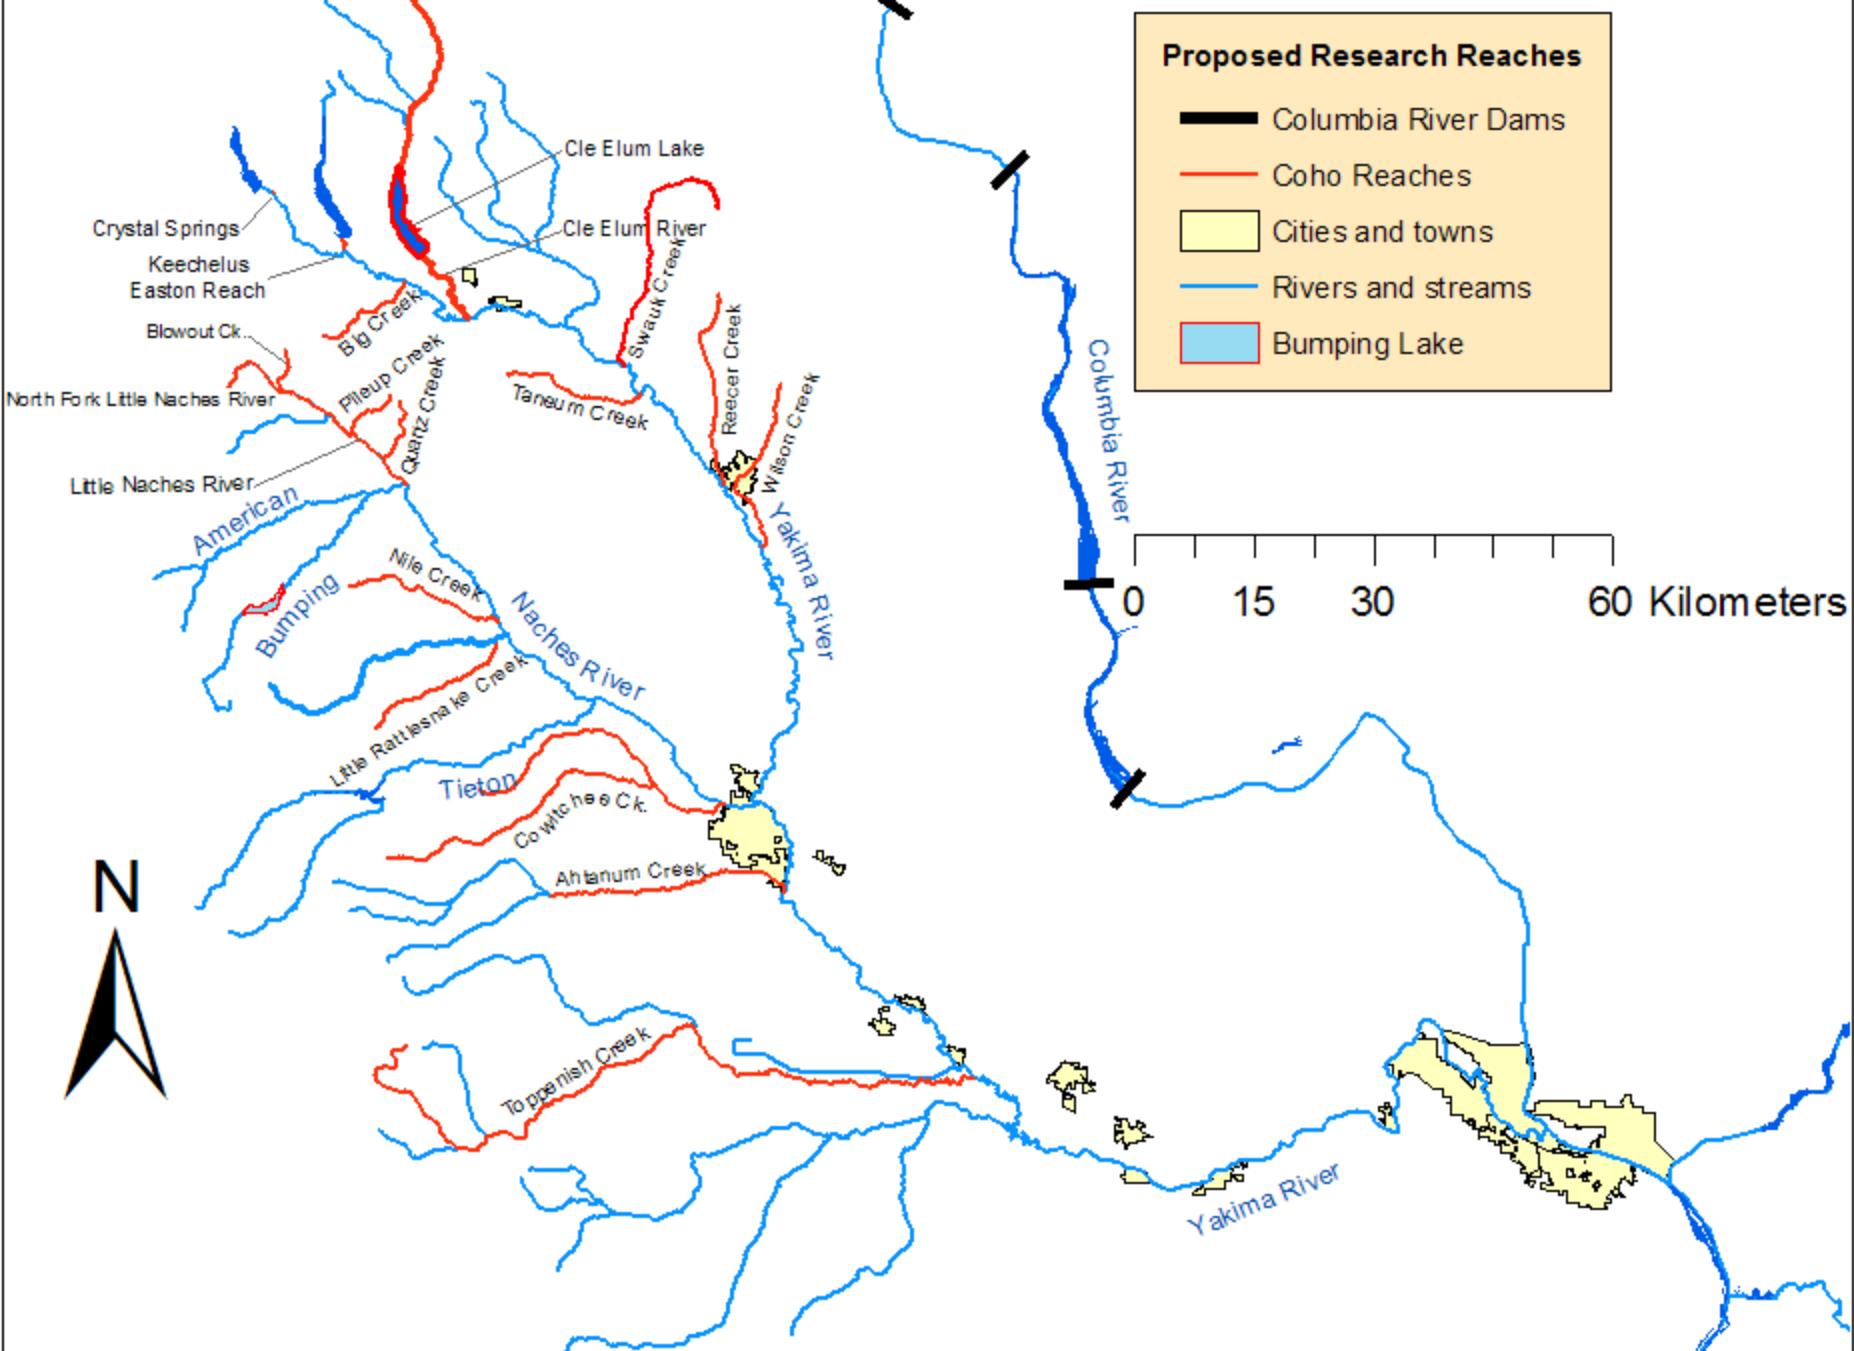 Proposed Research Reaches
Columbia River Dams
Coho Reaches
Cities and towns
Rivers and streams
Bumping Lake
Cle Elum Lake
Cle Elum River
Crystal Springs
Keechelus
Easton Reach
Big Creek
Blowout Ck.
Swauk Creek
Reecer Creek
Pileup Creek
Quartz Creek
North Fork Little Naches River
Taneum Creek
Wilson Creek
Columbia River
Little Naches River
American
Yakima River
Nile Creek
Bumping
Naches River
0 15 30 60 Kilometers
Little Rattlesnake Creek
Tieton
Cowitchee Ck.
Ahtanum Creek
N
Toppenish Creek
Yakima River